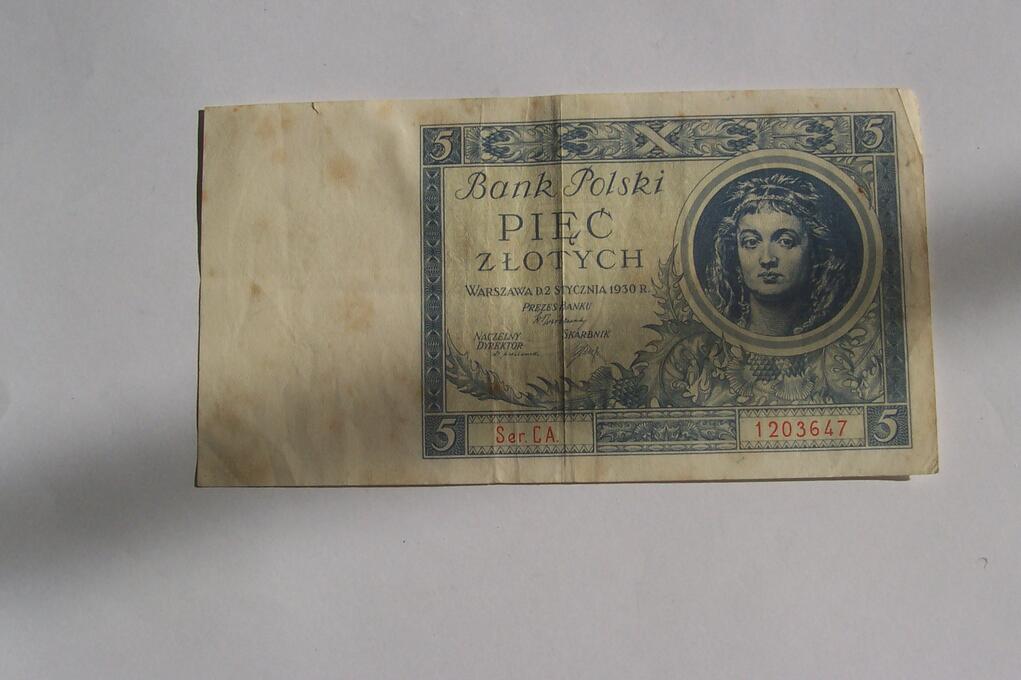 5 5
Bank Polski
PIĘĆ
ZŁOTYCH
WARSZAWA D.2 STYCZNIA 1930 R.
PREZES BANKU
NACZELNY SKARBNIK
DYREKTOR
5 Ser. CA. 1203647 5